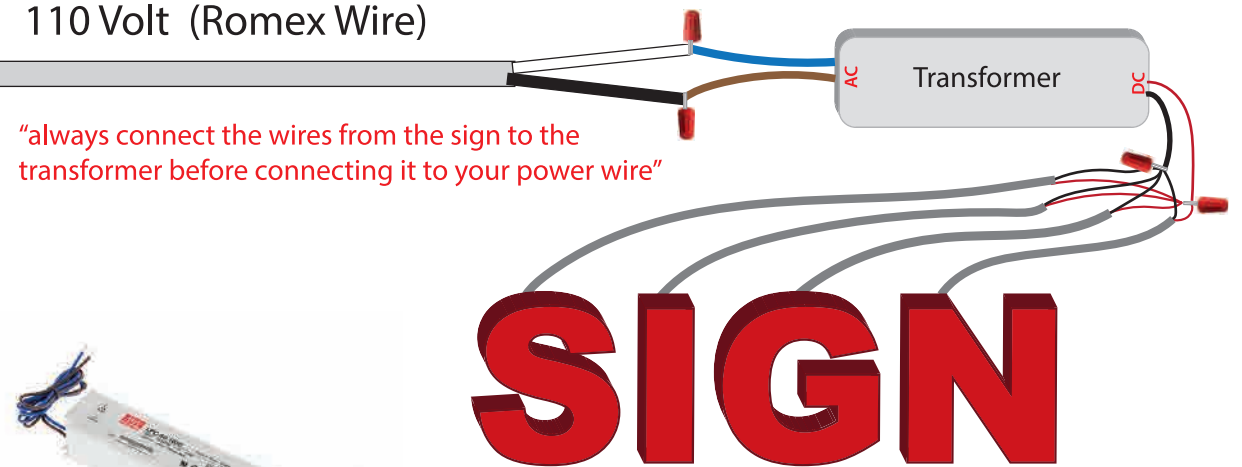 110 Volt (Romex Wire)
AC
Transformer
DC
“always connect the wires from the sign to the
transformer before connecting it to your power wire”
SIGN